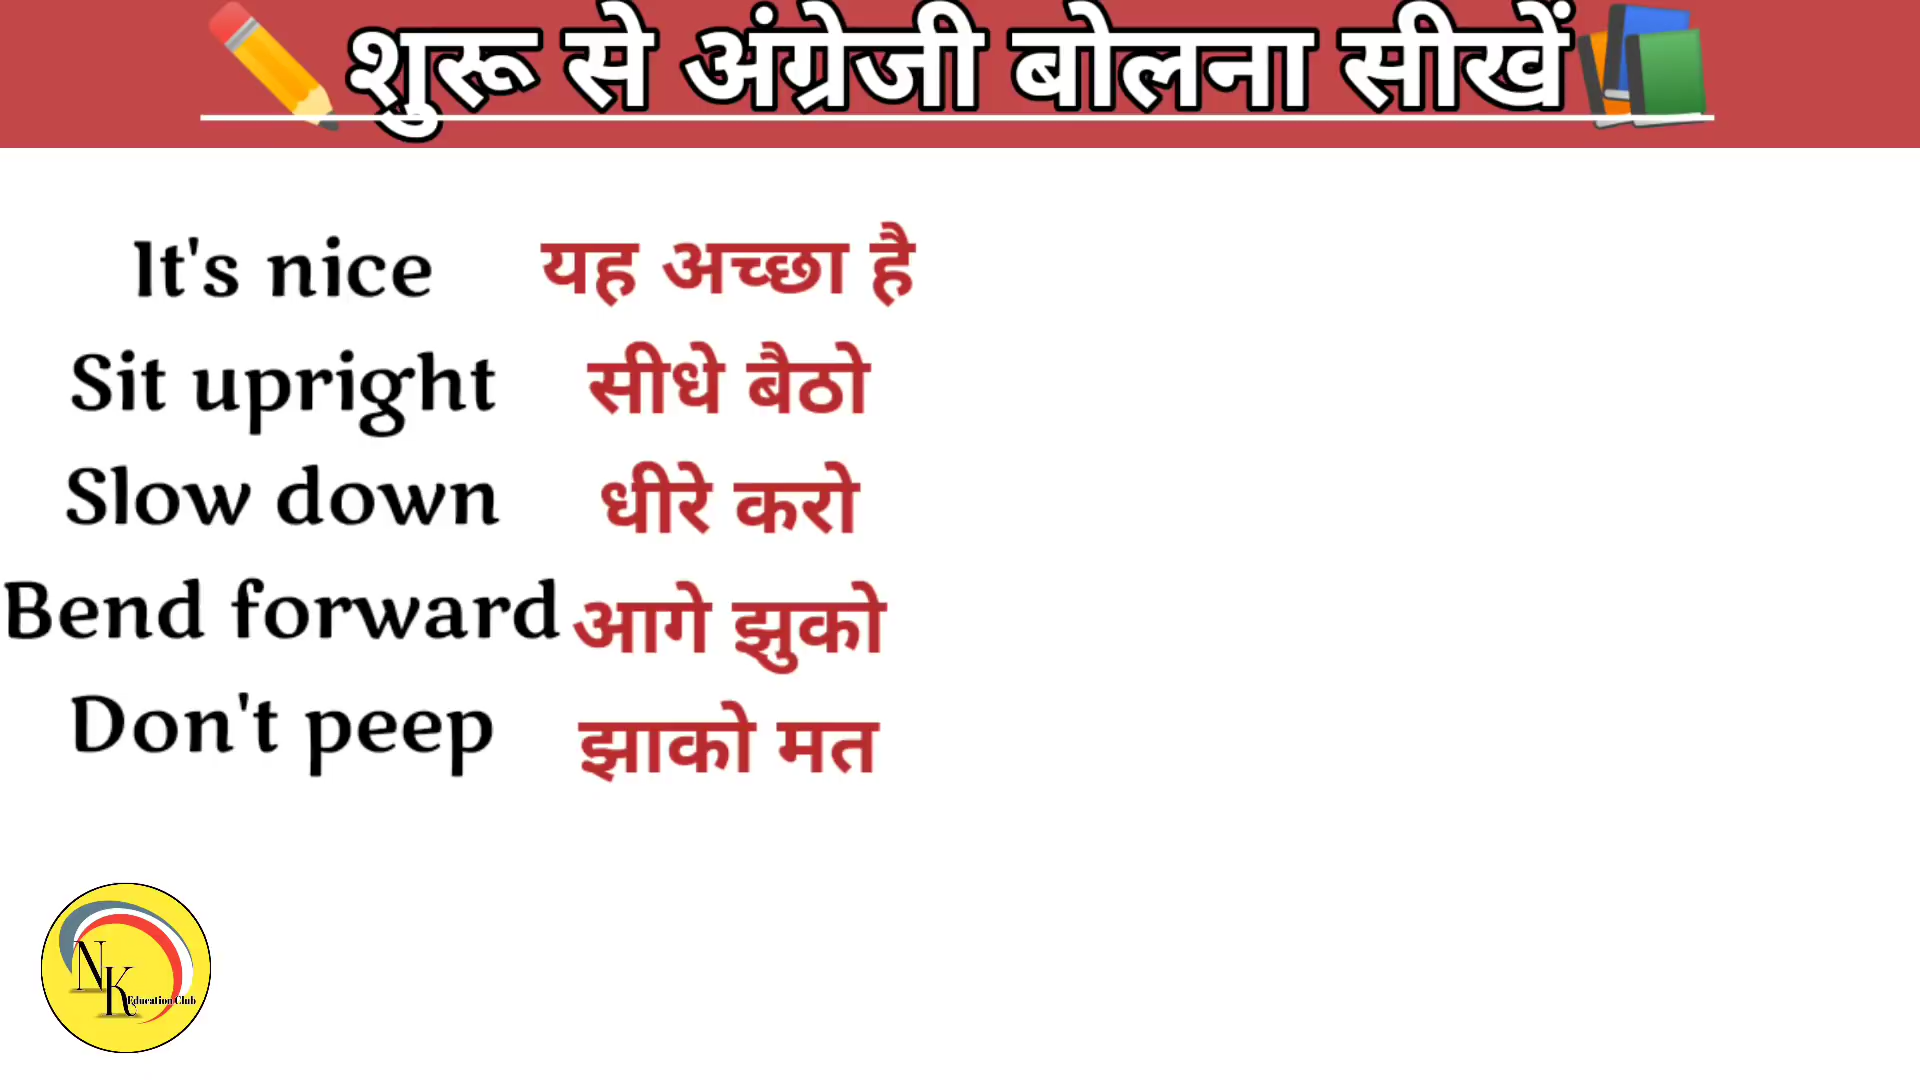 शुरू से अंग्रेजी बोलना सीखें
It's nice यह अच्छा है
Sit upright सीधे बैठो
Slow down धीरे करो
Bend forward आगे झुको
Don't peep झाको मत
NK
Education Club